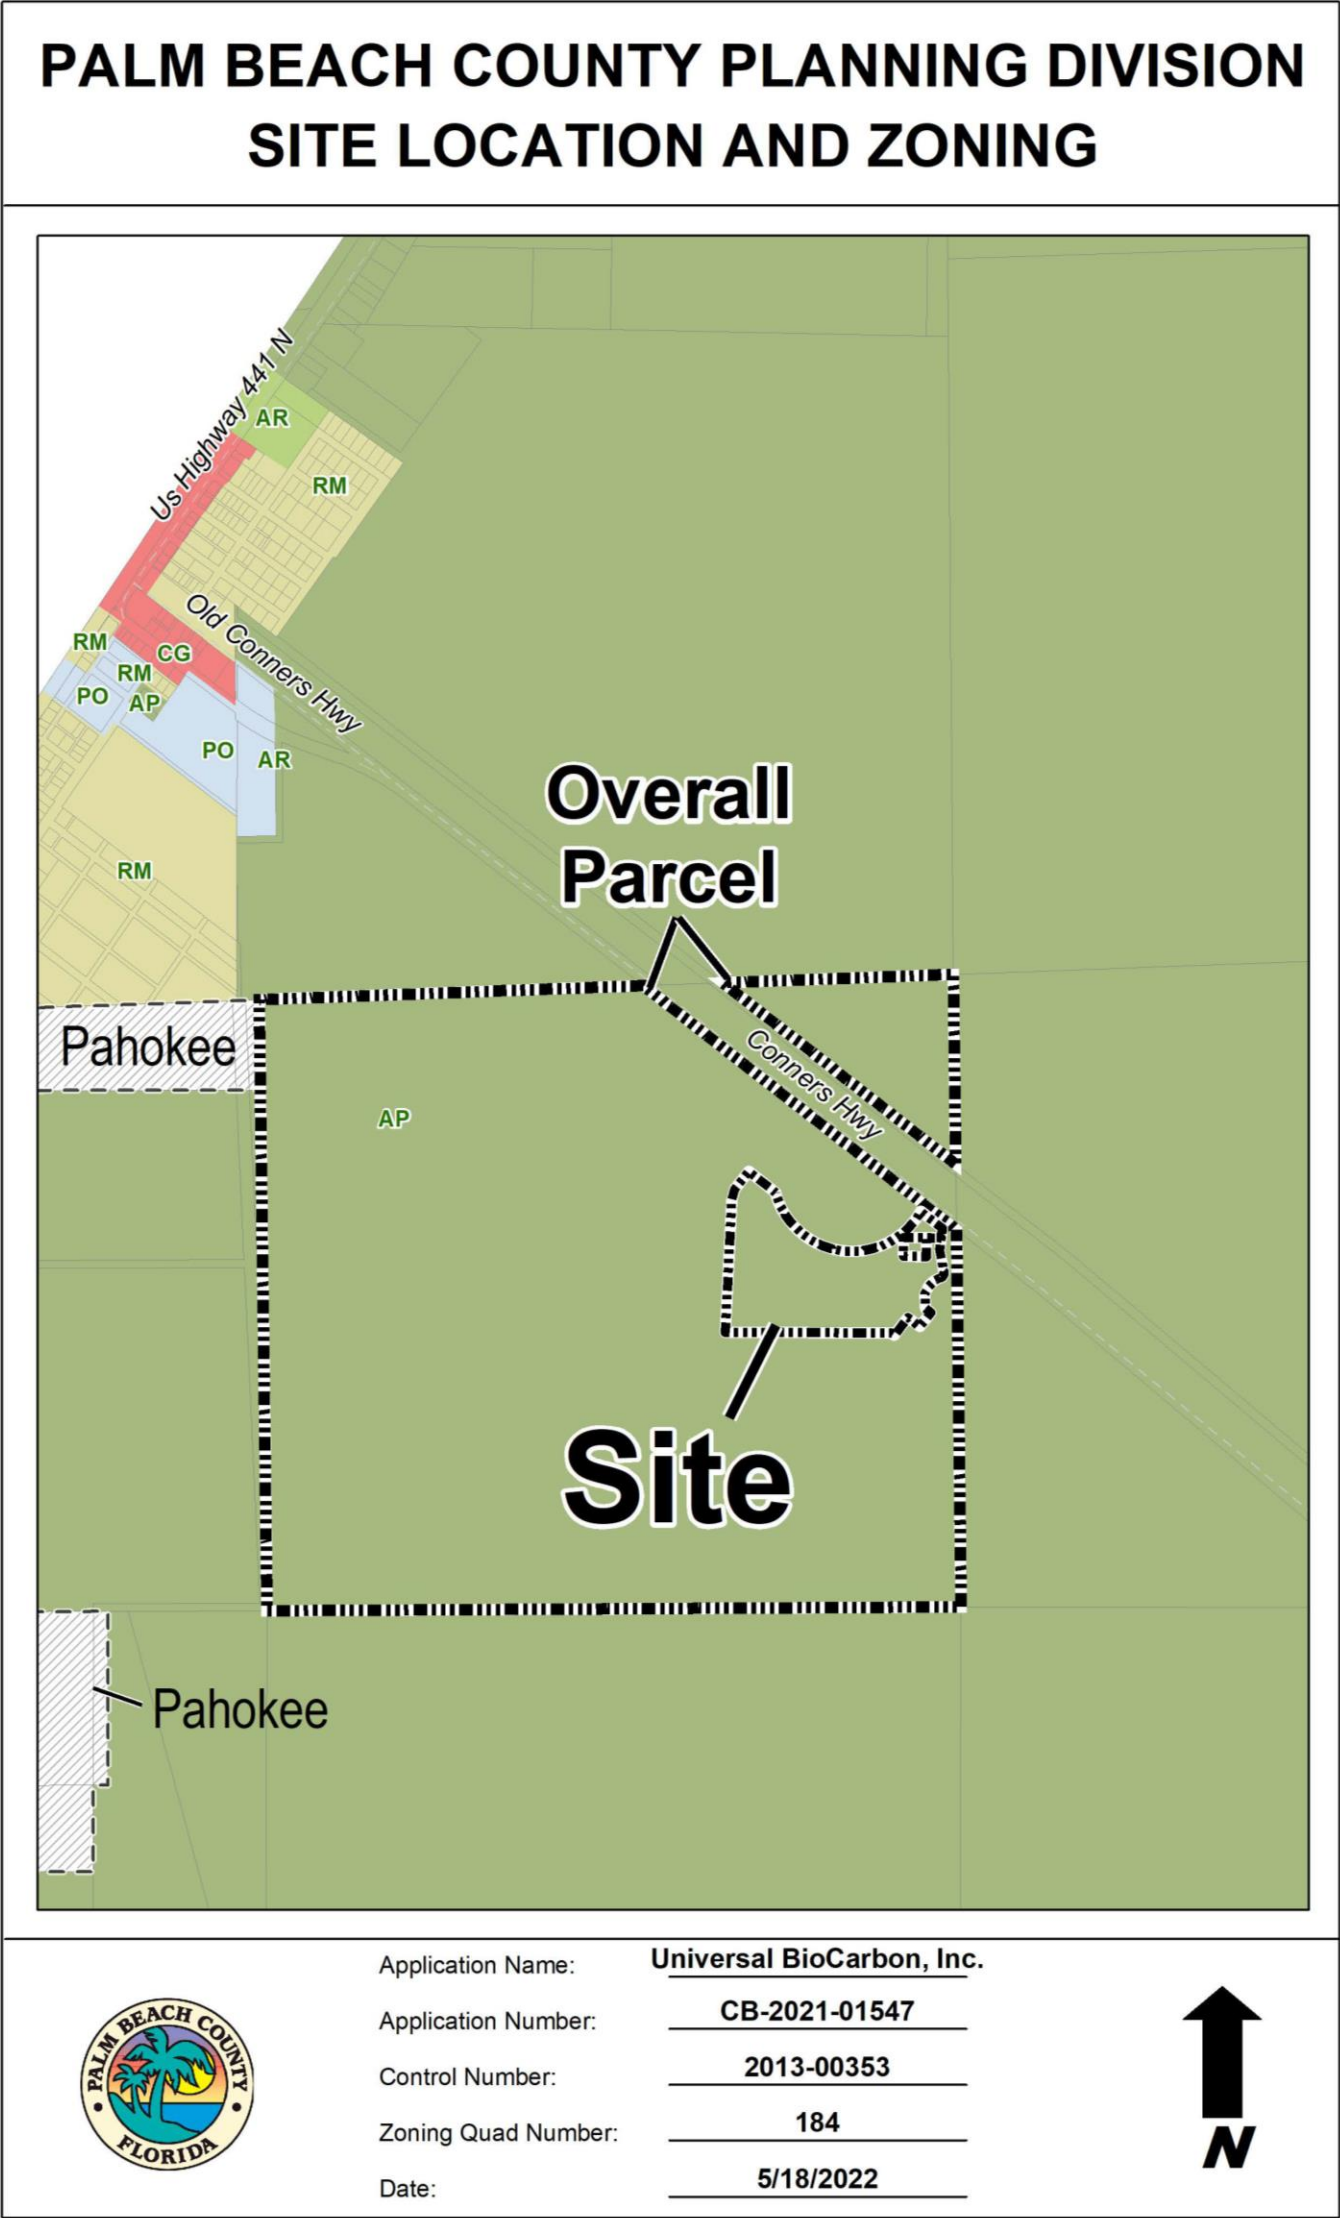 PALM BEACH COUNTY PLANNING DIVISION
SITE LOCATION AND ZONING
Us Highway 441 N
AR
RM
Old Conners Hwy
RM
CG
RM
PO
AP
PO
AR
RM
Overall
Parcel
Pahokee
Conners Hwy
AP
Site
Pahokee
PALM BEACH COUNTY
FLORIDA
Application Name: Universal BioCarbon, Inc.
Application Number: CB-2021-01547
Control Number: 2013-00353
Zoning Quad Number: 184
Date: 5/18/2022
N